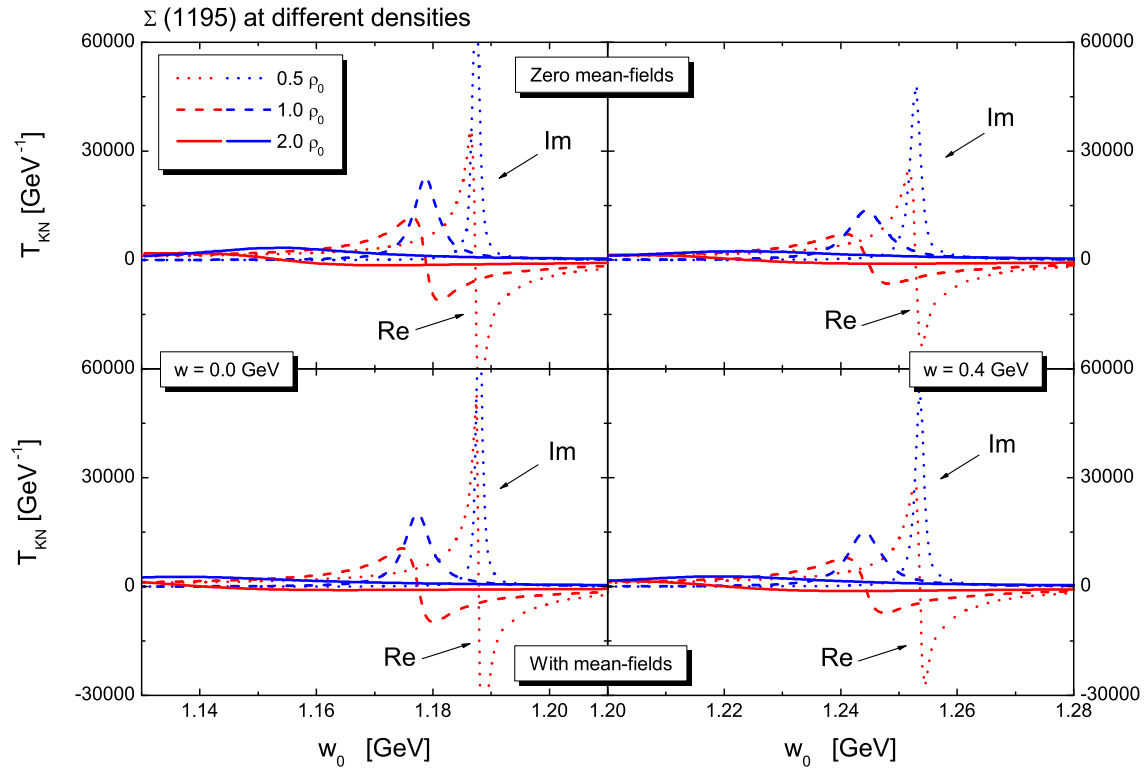 Σ (1195) at different densities
60000
60000
0.5 ρ0
1.0 ρ0
2.0 ρ0
Zero mean-fields
Im
Im
30000
30000
TKN [GeV-1]
0
0
Re
Re
60000
60000
w = 0.0 GeV
w = 0.4 GeV
Im
Im
30000
30000
TKN [GeV-1]
0
0
Re
Re
With mean-fields
-30000
-30000
1.14
1.16
1.18
1.20
1.20
1.22
1.24
1.26
1.28
w0 [GeV]
w0 [GeV]